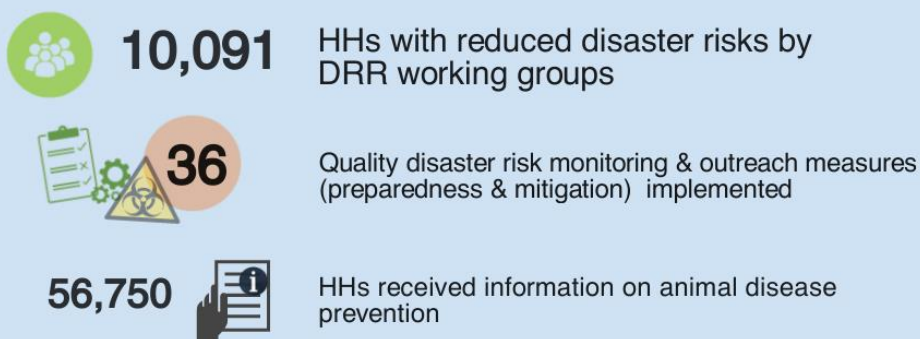 10,091
HHs with reduced disaster risks by
DRR working groups
36
Quality disaster risk monitoring & outreach measures
(preparedness & mitigation) implemented
56,750
i
HHs received information on animal disease
prevention